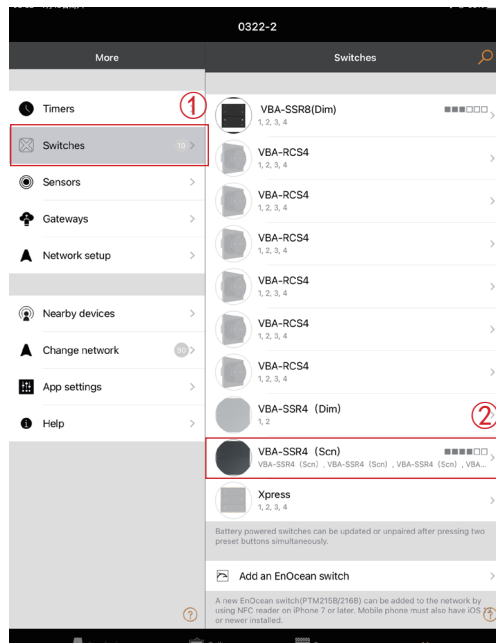 0322-2
More
Timers
①
Switches
10
Sensors
Gateways
Network setup
Nearby devices
Change network
90
App settings
Help
?
Switches
VBA-SSR8(Dim)
1, 2, 3, 4
VBA-RCS4
1, 2, 3, 4
VBA-RCS4
1, 2, 3, 4
VBA-RCS4
1, 2, 3, 4
VBA-RCS4
1, 2, 3, 4
VBA-RCS4
1, 2, 3, 4
VBA-RCS4
1, 2, 3, 4
VBA-SSR4（Dim）
1, 2
②
VBA-SSR4（Scn）
VBA-SSR4（Scn）, VBA-SSR4（Scn）, VBA-SSR4（Scn）, VBA...
Xpress
1, 2, 3, 4
Battery powered switches can be updated or unpaired after pressing two
preset buttons simultaneously.
Add an EnOcean switch
A new EnOcean switch(PTM215B/216B) can be added to the network by
using NFC reader on iPhone 7 or later. Mobile phone must also have iOS
or newer installed.
?